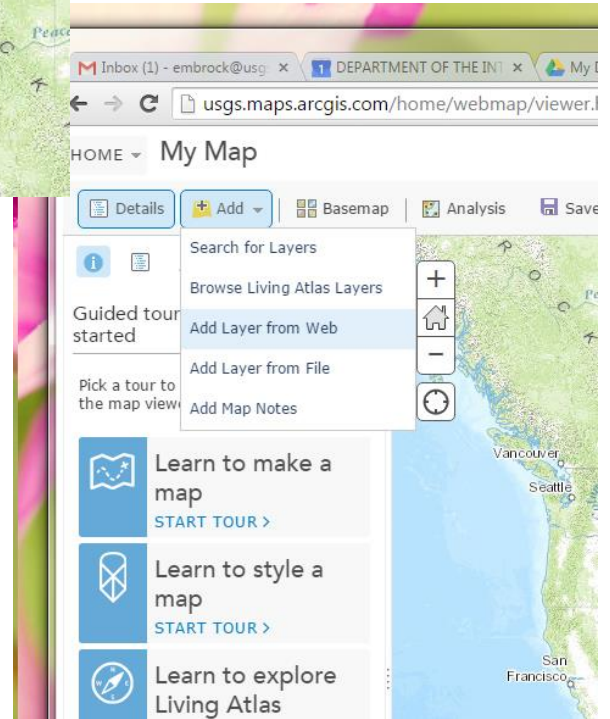 Peace
Inbox (1) - embrock@usg
DEPARTMENT OF THE INT
My D
usgs.maps.arcgis.com/home/webmap/viewer.h
HOME
My Map
Details
Add
Basemap
Analysis
Save
Search for Layers
Browse Living Atlas Layers
Add Layer from Web
Add Layer from File
Add Map Notes
Guided tour
started
Pick a tour to
the map viewe
Learn to make a
map
START TOUR >
Learn to style a
map
START TOUR >
Learn to explore
Living Atlas
Vancouver
Seattle
San
Francisco